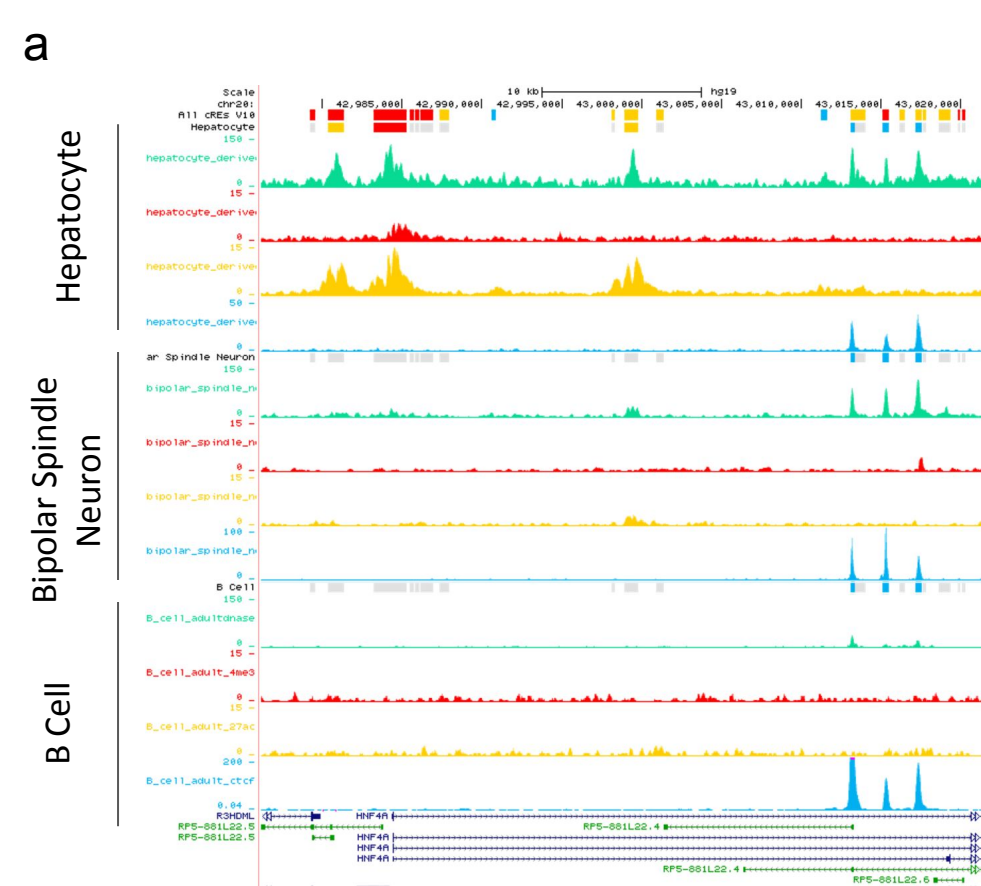 a
Scale
10 kb
hg19
chr20:
42,985,000
42,990,000
42,995,000
43,000,000
43,005,000
43,010,000
43,015,000
43,020,000
All cREs V10
Hepatocyte
Hepatocyte
150
hepatocyte_derive
0
15
hepatocyte_derive
0
15
hepatocyte_derive
0
50
hepatocyte_derive
0
Bipolar Spindle
Neuron
ar Spindle Neuron
150
bipolar_spindle_n
0
15
bipolar_spindle_n
0
15
bipolar_spindle_n
0
100
bipolar_spindle_n
0
B Cell
B Cell
150
B_cell_adultdnase
0
15
B_cell_adult_4me3
0
15
B_cell_adult_27ac
0
200
B_cell_adult_ctcf
0.04
R3HDML
HNF4A
RP5-881L22.5
RP5-881L22.4
RP5-881L22.5
HNF4A
HNF4A
HNF4A
RP5-881L22.4
RP5-881L22.6